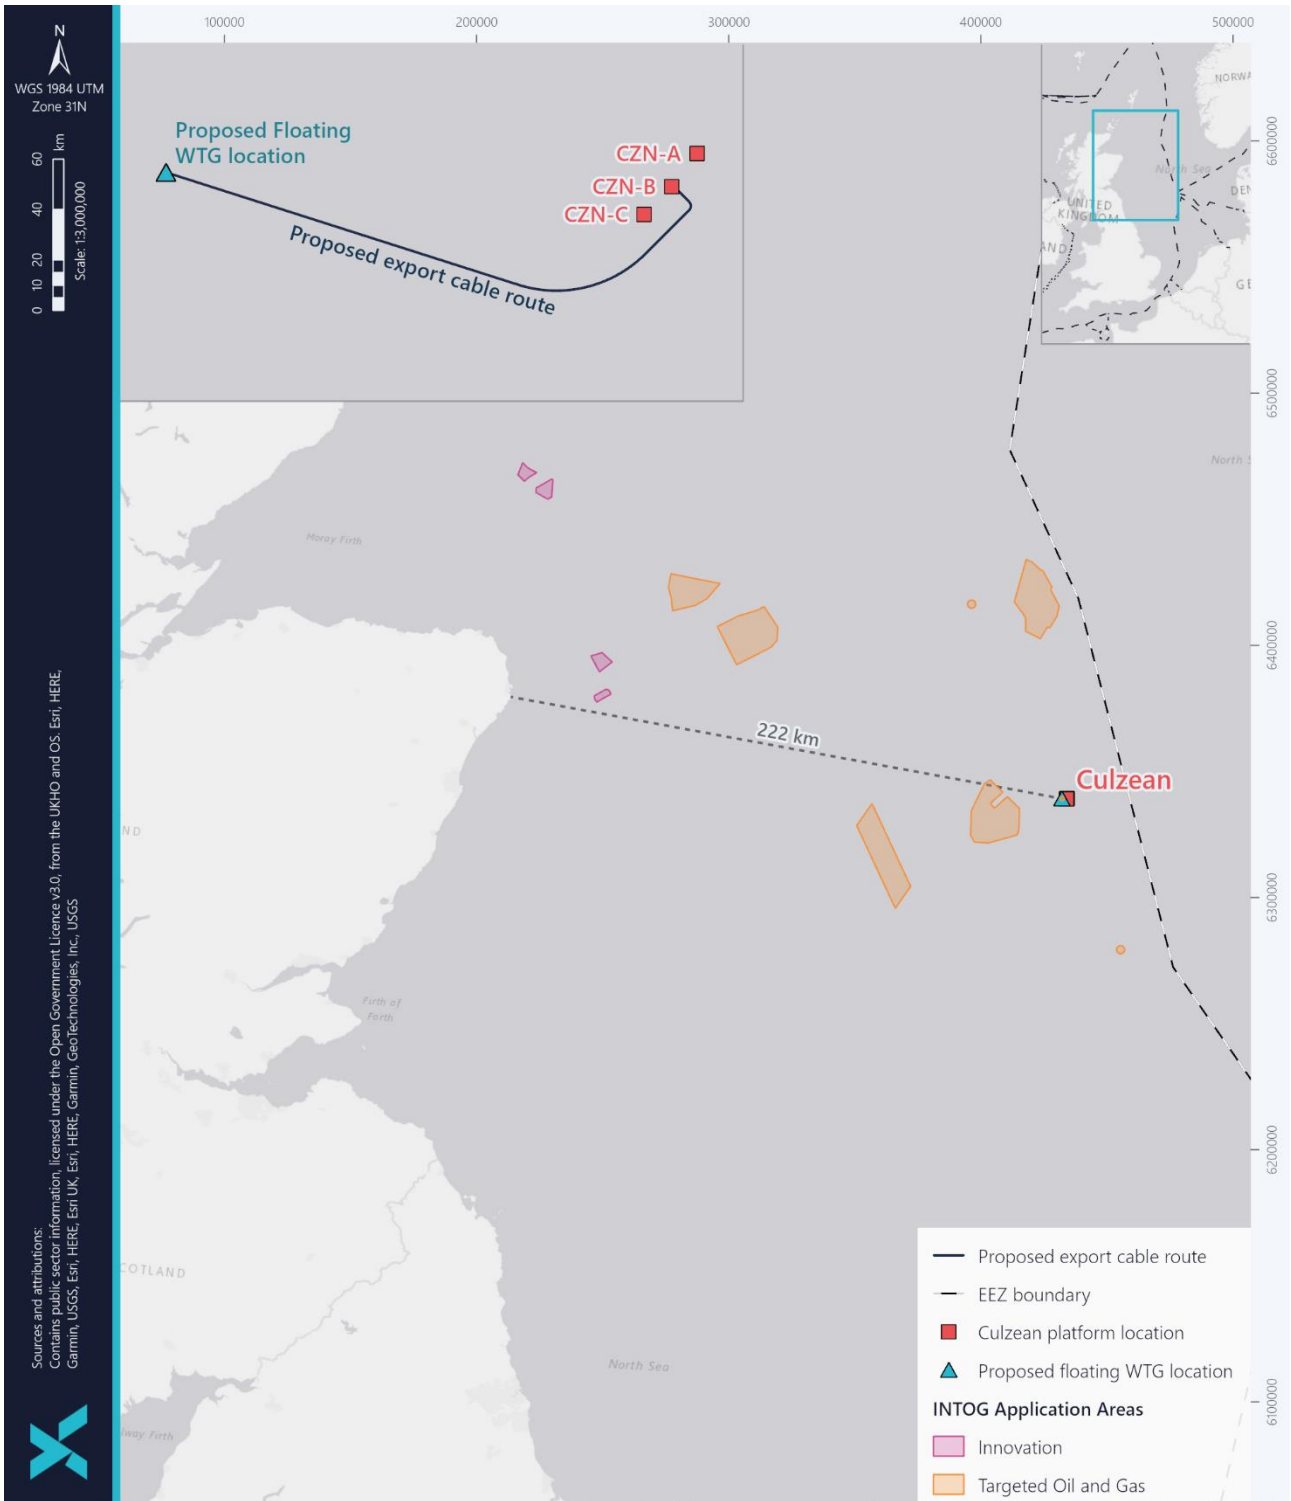 N
WGS 1984 UTM
Zone 31N
0 10 20 40 60 km
Scale: 1:3,000,000
Sources and attributions:
Contains public sector information, licensed under the Open Government Licence v3.0, from the UKHO and OS. Esri, HERE,
Garmin, USGS, Esri, HERE, Esri UK, Esri, HERE, Garmin, GeoTechnologies, Inc., USGS
100000 200000 300000 400000 500000
Proposed Floating
WTG location
CZN-A
CZN-B
CZN-C
Proposed export cable route
NORWA
North Sea
DEN
UNITED
KINGDOM
AND
GE
6600000
6500000
North S
Moray Firth
6400000
222 km
Culzean
ND
6300000
Firth of
Forth
6200000
COTLAND
North Sea
lway Firth
6100000
Proposed export cable route
EEZ boundary
Culzean platform location
Proposed floating WTG location
INTOG Application Areas
Innovation
Targeted Oil and Gas